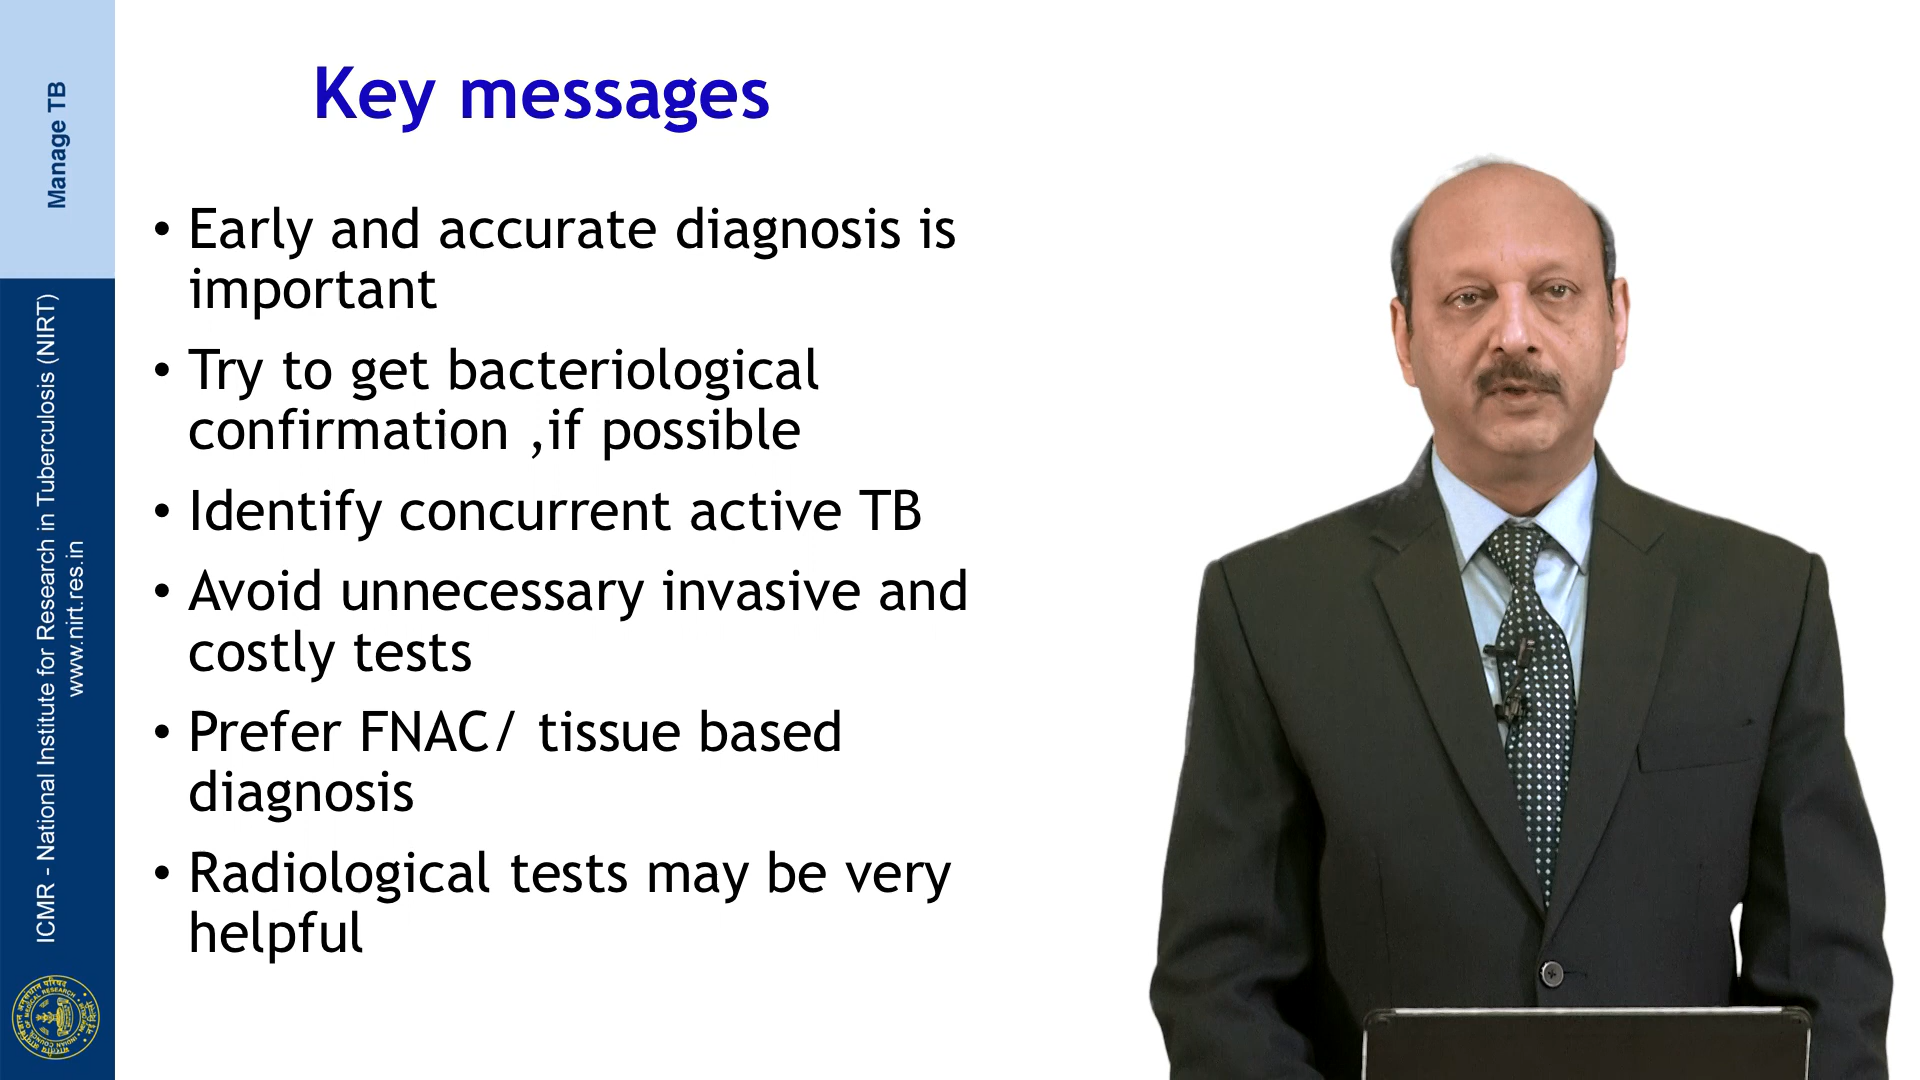 Manage TB
ICMR - National Institute for Research in Tuberculosis (NIRT)
www.nirt.res.in
Key messages
• Early and accurate diagnosis is
important
• Try to get bacteriological
confirmation ,if possible
• Identify concurrent active TB
• Avoid unnecessary invasive and
costly tests
• Prefer FNAC/ tissue based
diagnosis
• Radiological tests may be very
helpful